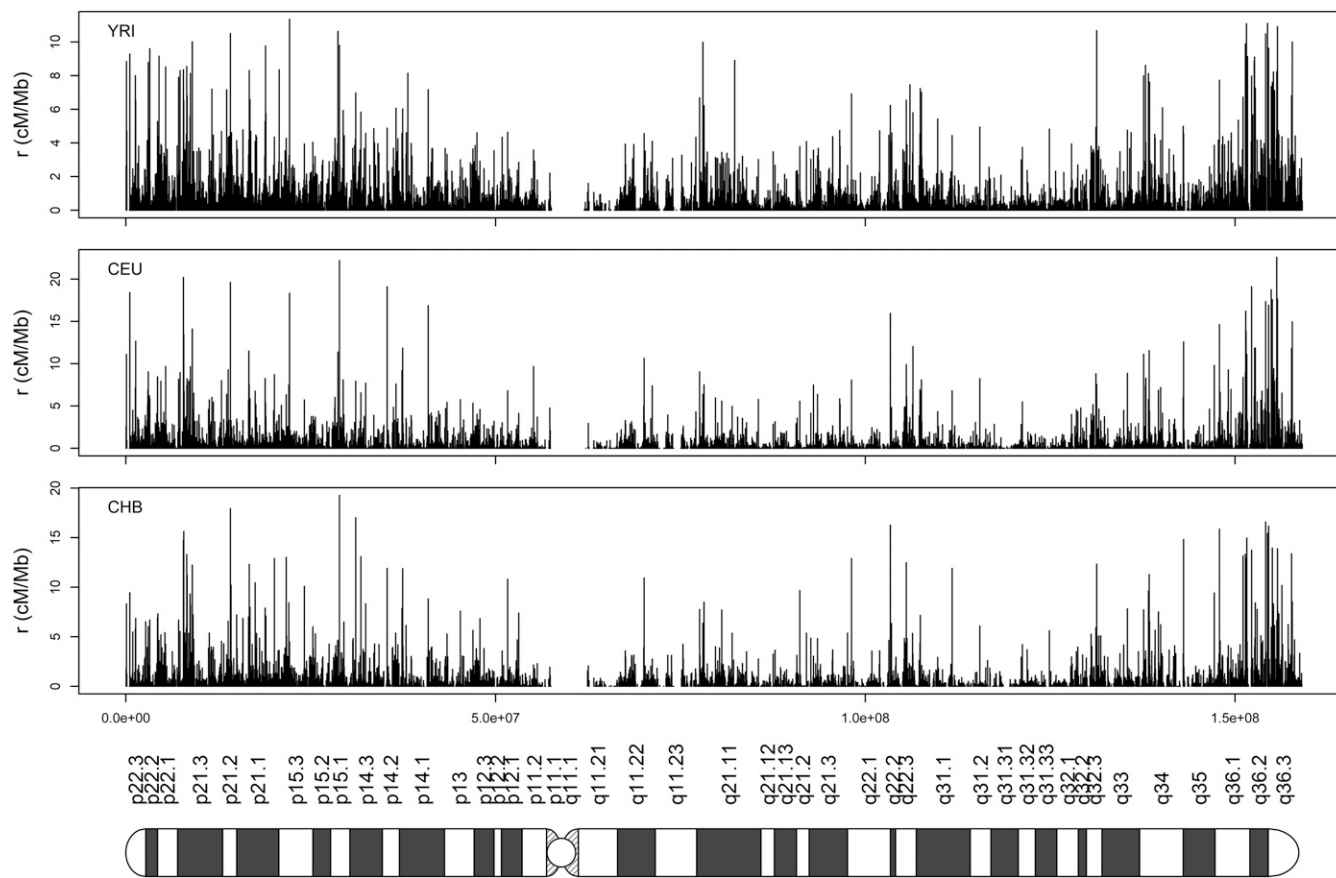 YRI
r (cM/Mb)
10
8
6
4
2
0
CEU
r (cM/Mb)
20
15
10
5
0
CHB
r (cM/Mb)
20
15
10
5
0
0.0e+00 5.0e+07 1.0e+08 1.5e+08
p22.3
p22.2
p22.1
p21.3
p21.2
p21.1
p15.3
p15.2
p15.1
p14.3
p14.2
p14.1
p13
p12.3
p12.2
p12.1
p11.2
p11.1
q11.1
q11.21
q11.22
q11.23
q21.11
q21.12
q21.13
q21.2
q21.3
q22.1
q22.2
q22.3
q31.1
q31.2
q31.31
q31.32
q31.33
q32.1
q32.2
q32.3
q33
q34
q35
q36.1
q36.2
q36.3